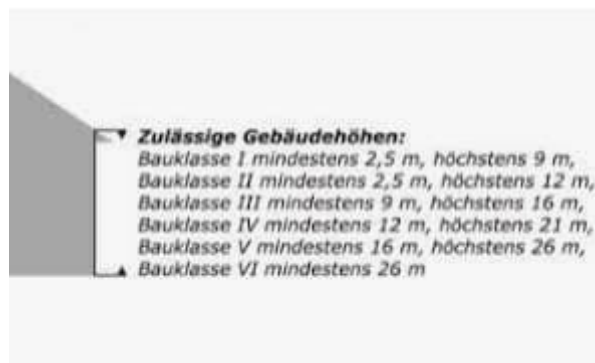 Zulässige Gebäudehöhen:
Bauklasse I mindestens 2,5 m, höchstens 9 m,
Bauklasse II mindestens 2,5 m, höchstens 12 m,
Bauklasse III mindestens 9 m, höchstens 16 m,
Bauklasse IV mindestens 12 m, höchstens 21 m,
Bauklasse V mindestens 16 m, höchstens 26 m,
Bauklasse VI mindestens 26 m